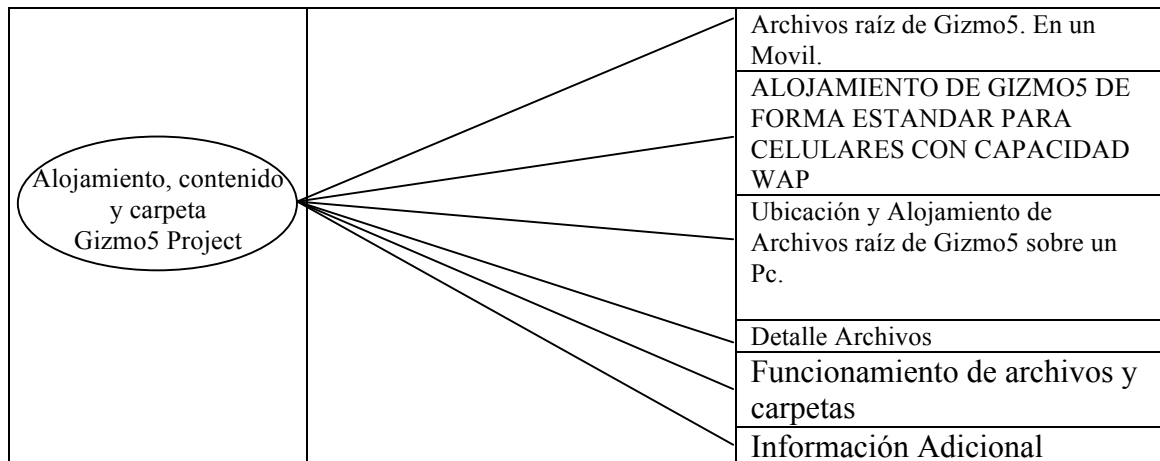 Alojamiento, contenido
y carpeta
Gizmo5 Project
Archivos raíz de Gizmo5. En un
Movil.
ALOJAMIENTO DE GIZMO5 DE
FORMA ESTANDAR PARA
CELULARES CON CAPACIDAD
WAP
Ubicación y Alojamiento de
Archivos raíz de Gizmo5 sobre un
Pc.
Detalle Archivos
Funcionamiento de archivos y
carpetas
Información Adicional